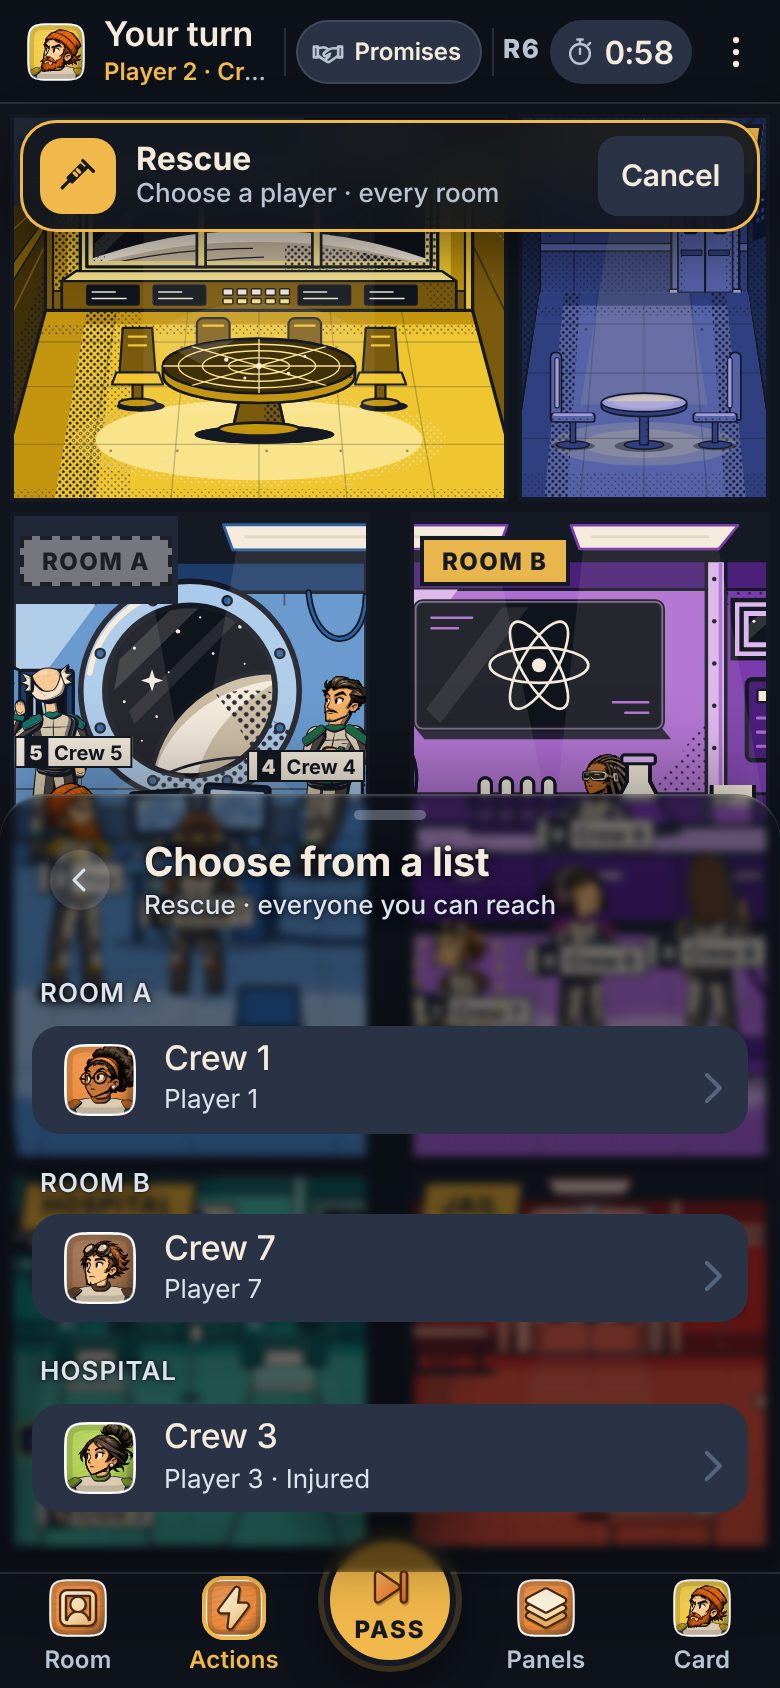 Your turn
Player 2 · Cr...
Promises
R6
0:58
Rescue
Choose a player · every room
Cancel
ROOM A
ROOM B
5 Crew 5
4 Crew 4
Choose from a list
Rescue · everyone you can reach
ROOM A
Crew 1
Player 1
ROOM B
Crew 7
Player 7
HOSPITAL
HOSPITAL
JAIL
Crew 3
Player 3 · Injured
Room
Actions
PASS
Panels
Card